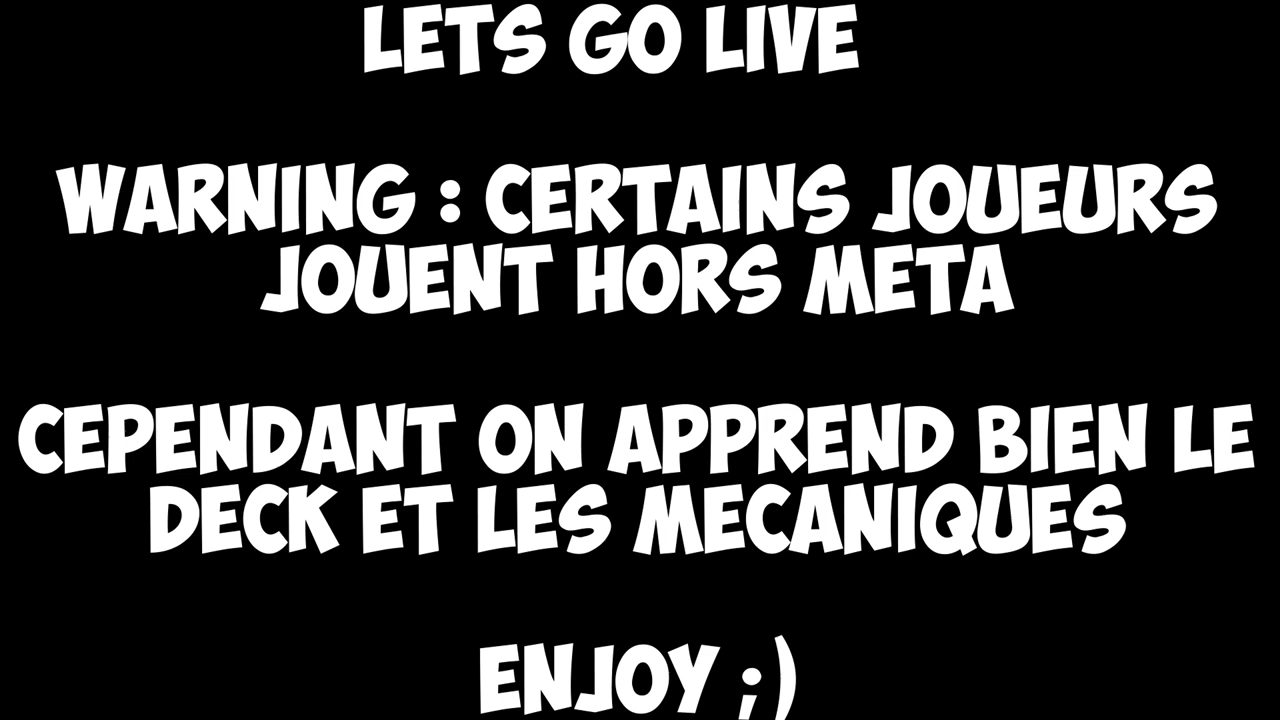 LETS GO LIVE
WARNING : CERTAINS JOUEURS
JOUENT HORS META
CEPENDANT ON APPREND BIEN LE
DECK ET LES MECANIQUES
ENJOY ;)